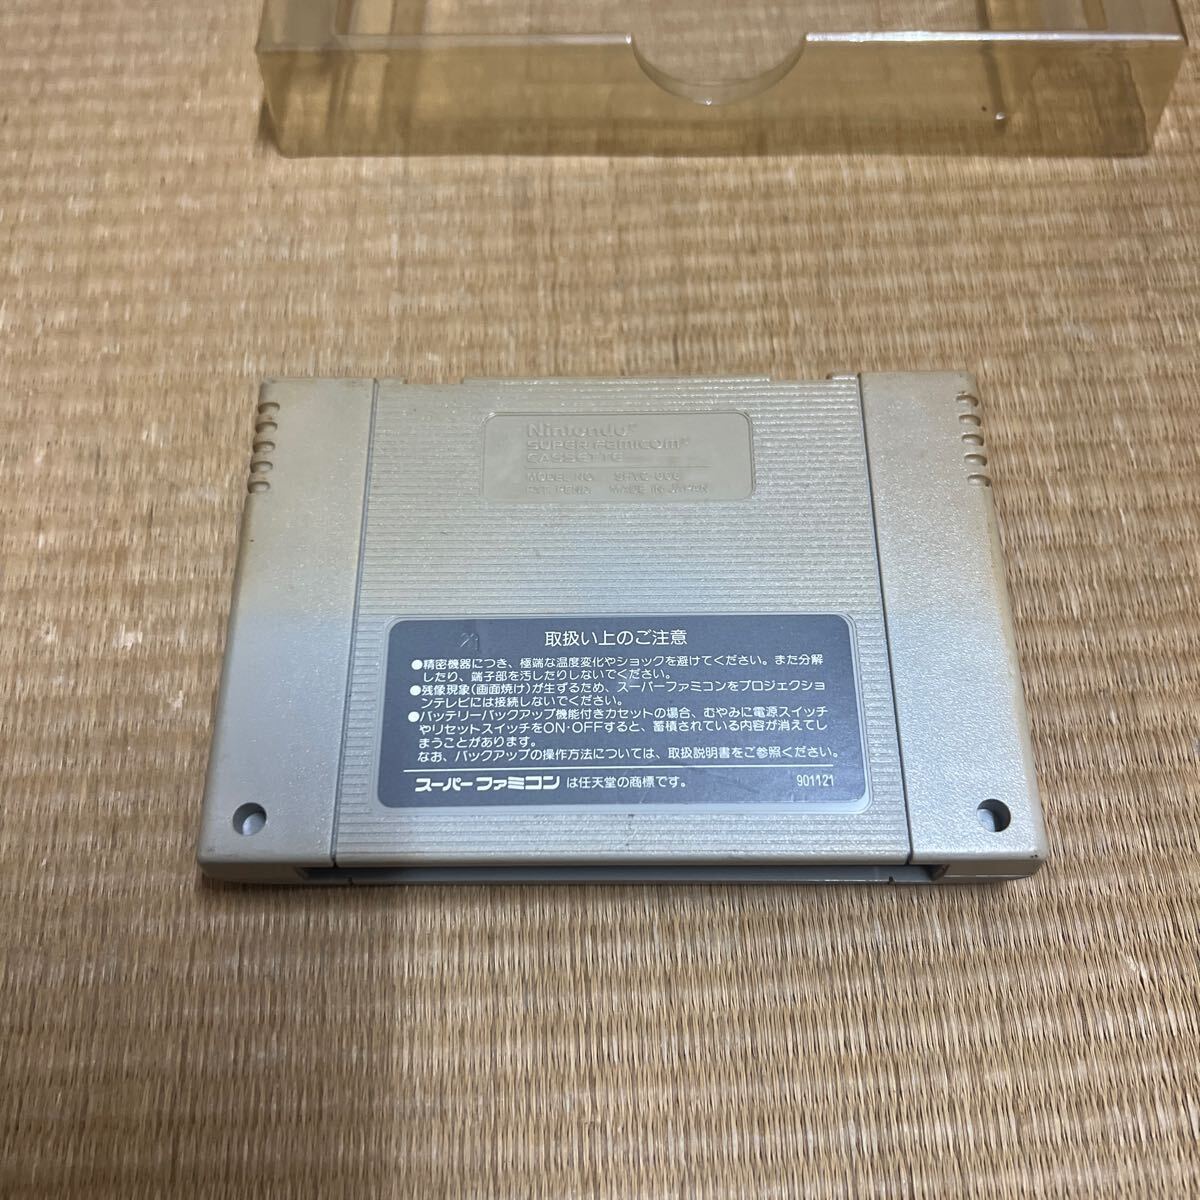 Nintendo
SUPER FAMICOM
CASSETTE
MODEL NO. SFVC-006
PAT. PEND. MADE IN JAPAN
取扱い上のご注意
●精密機器につき、極端な温度変化やショックを避けてください。また分解
したり、端子部を汚したりしないでください。
●残像現象(画面焼け)が生ずるため、スーパーファミコンをプロジェクショ
ンテレビには接続しないでください。
●バッテリーバックアップ機能付きカセットの場合、むやみに電源スイッチ
やリセットスイッチをON・OFFすると、蓄積されている内容が消えてし
まうことがあります。
なお、バックアップの操作方法については、取扱説明書をご参照ください。
スーパーファミコンは任天堂の商標です。 901121